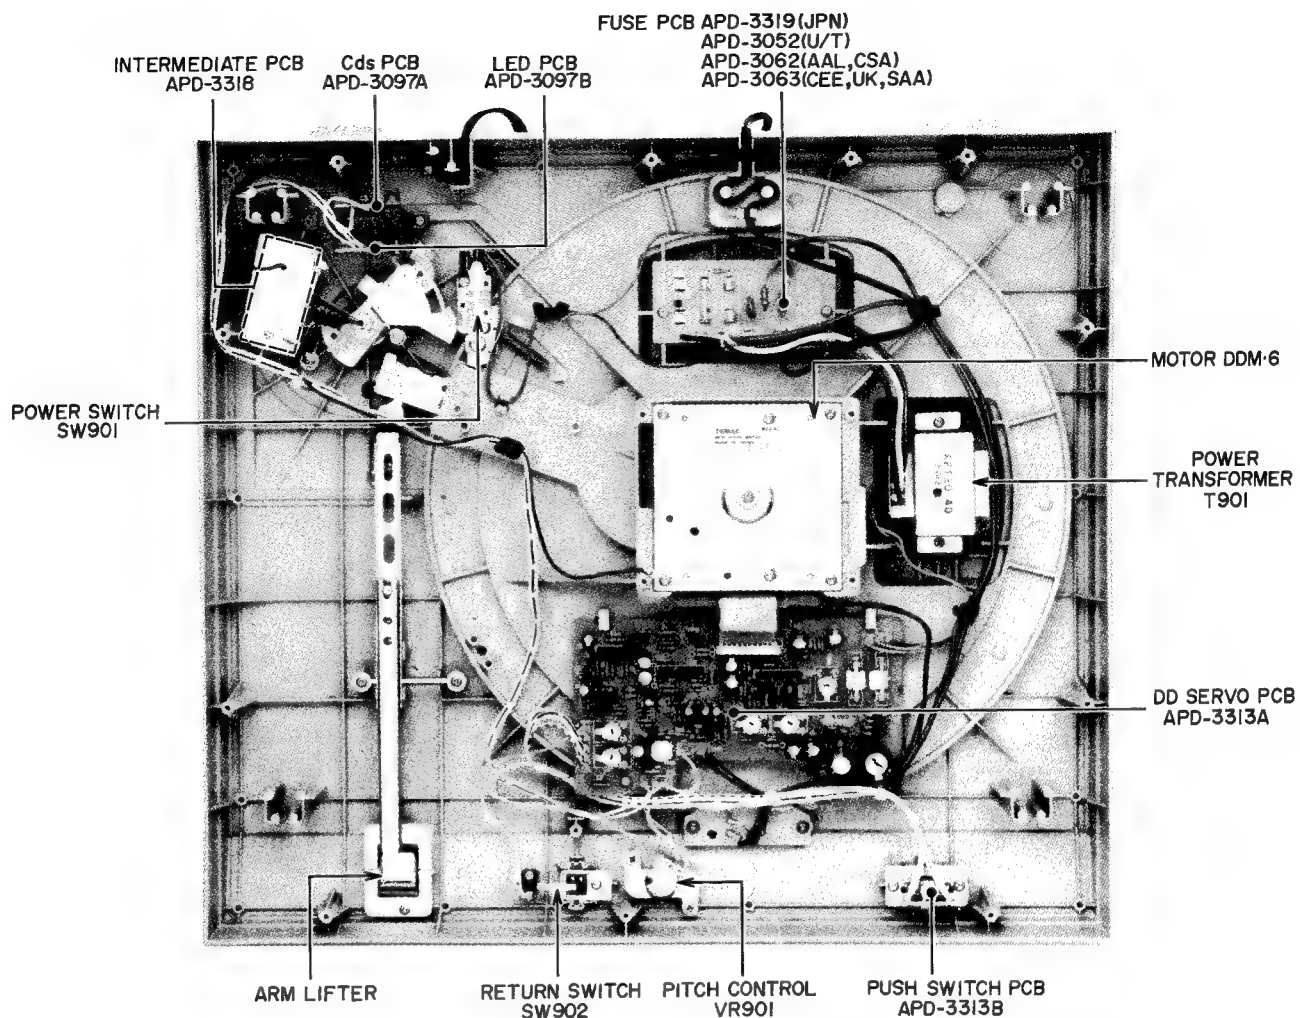 FUSE PCB APD-3319(JPN)
APD-3052(U/T)
APD-3062(AAL,CSA)
APD-3063(CEE,UK,SAA)
INTERMEDIATE PCB
APD-3318
Cds PCB
APD-3097A
LED PCB
APD-3097B
MOTOR DDM·6
POWER SWITCH
SW901
POWER
TRANSFORMER
T901
DD SERVO PCB
APD-3313A
ARM LIFTER
RETURN SWITCH
SW902
PITCH CONTROL
VR901
PUSH SWITCH PCB
APD-3313B